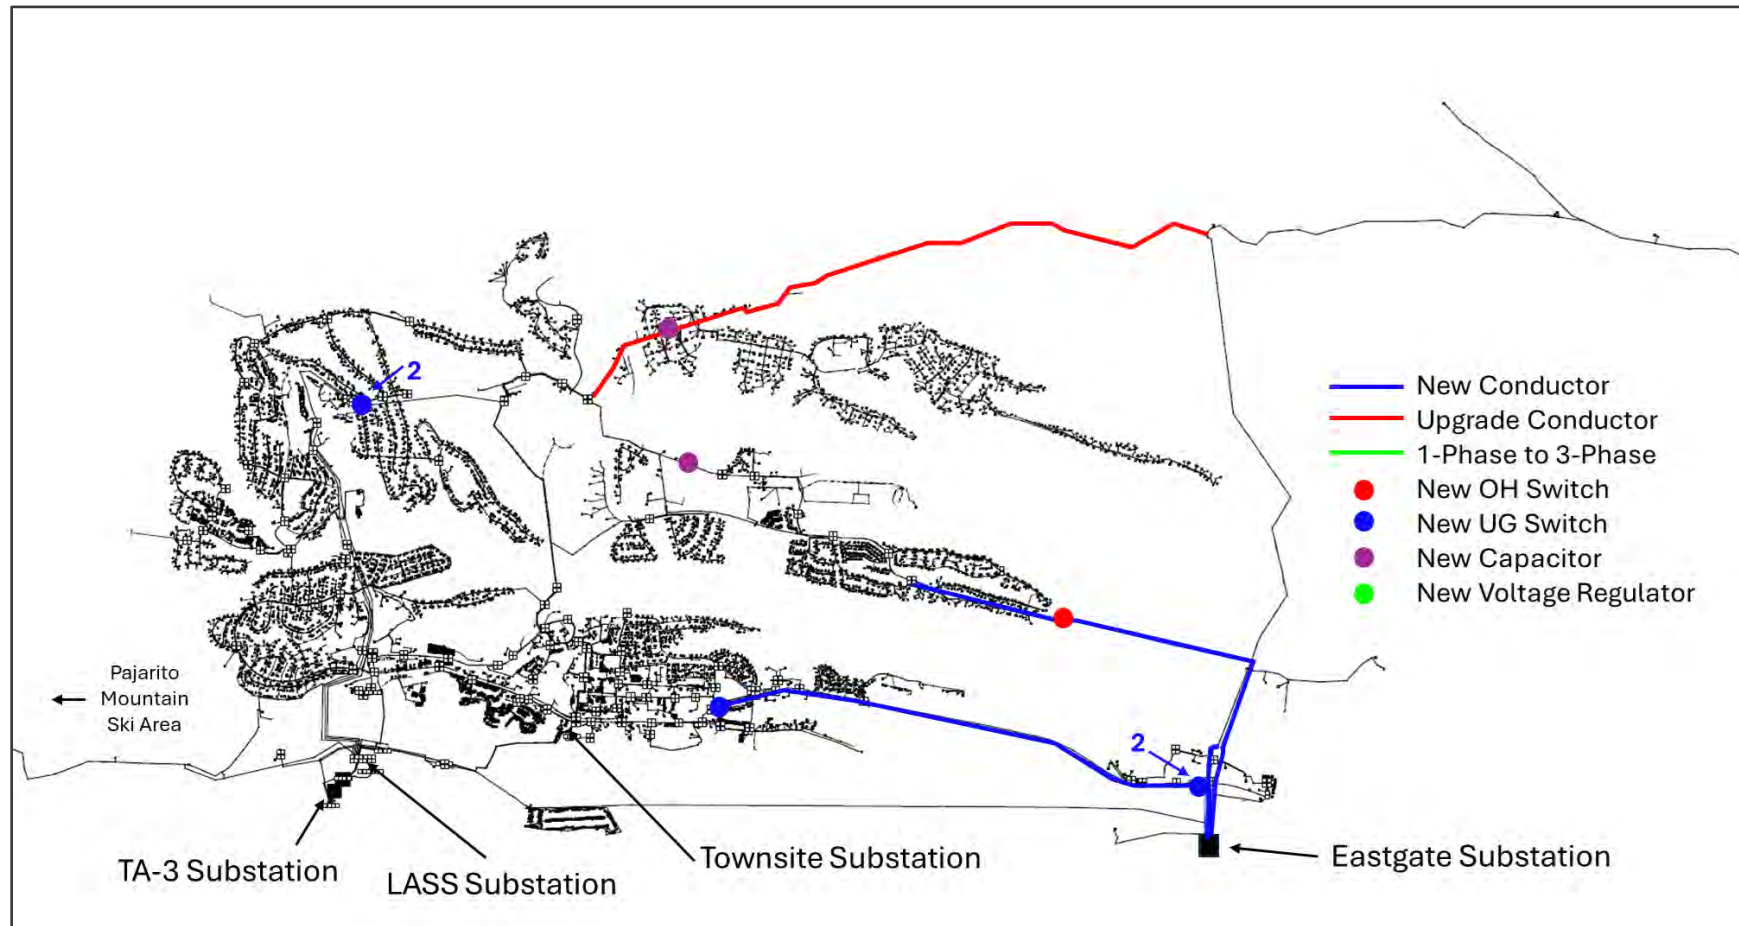 2
New Conductor
Upgrade Conductor
1-Phase to 3-Phase
New OH Switch
New UG Switch
New Capacitor
New Voltage Regulator
Pajarito
Mountain
Ski Area
2
TA-3 Substation
LASS Substation
Townsite Substation
Eastgate Substation